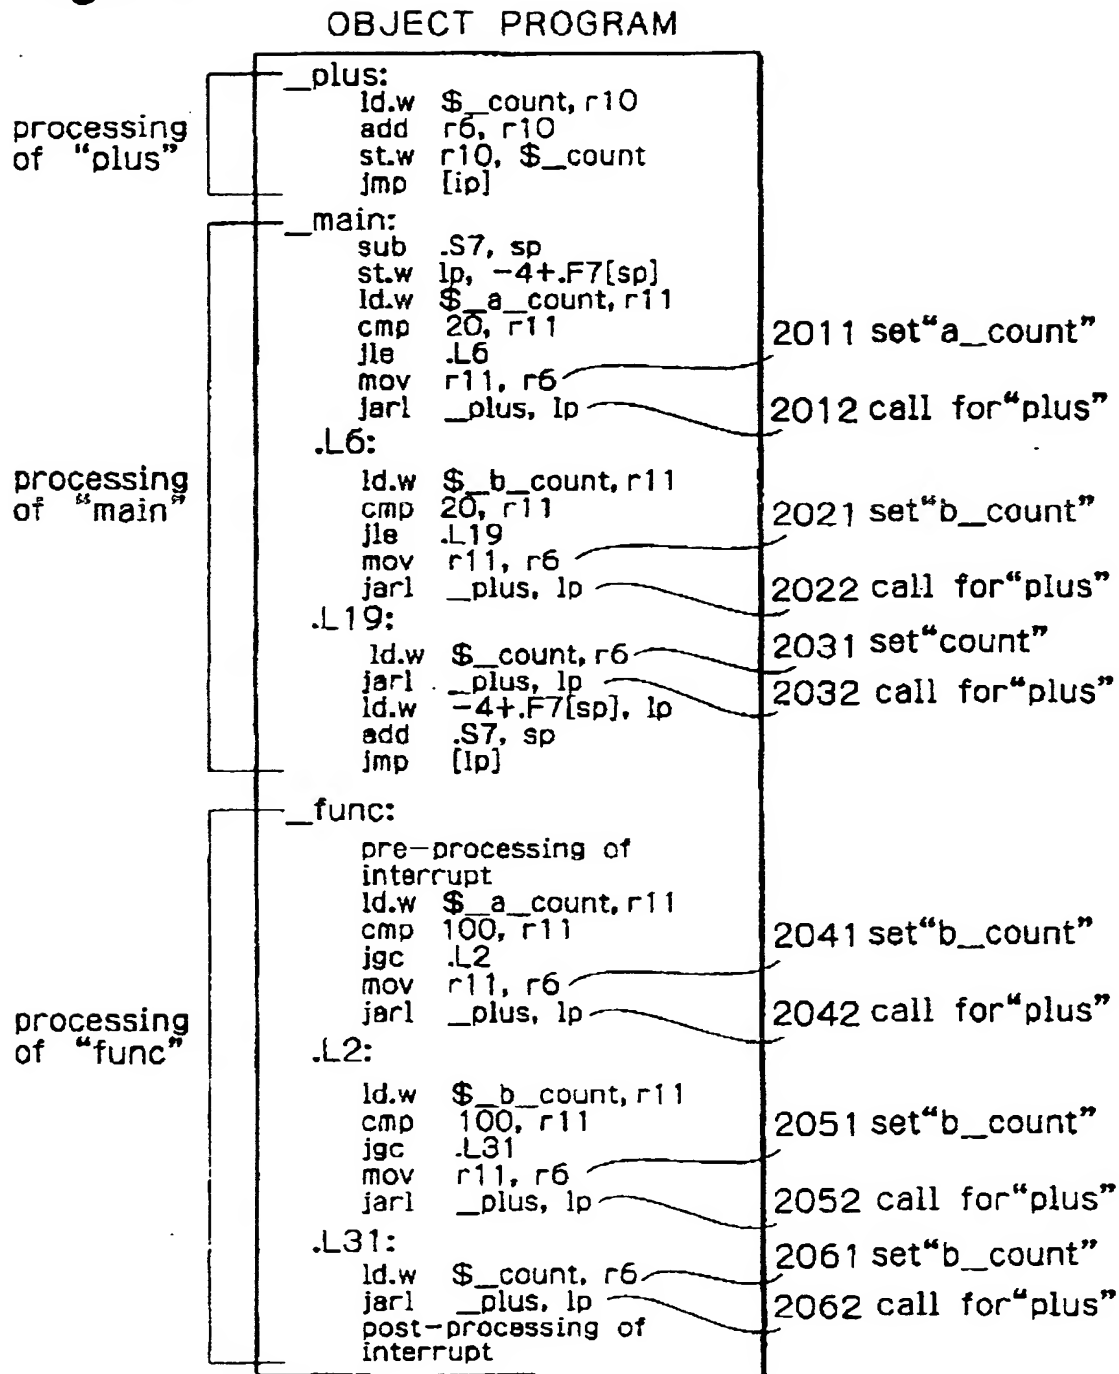 OBJECT PROGRAM
processing
of "plus"
_plus:
ld.w $_count, r10
add r6, r10
st.w r10, $_count
jmp [ip]
processing
of "main"
_main:
sub .S7, sp
st.w lp, -4+.F7[sp]
ld.w $_a_count, r11
cmp 20, r11
jle .L6
mov r11, r6
2011 set"a_count"
jarl _plus, lp
2012 call for"plus"
.L6:
ld.w $_b_count, r11
cmp 20, r11
jle .L19
mov r11, r6
2021 set"b_count"
jarl _plus, lp
2022 call for"plus"
.L19:
ld.w $_count, r6
2031 set"count"
jarl _plus, lp
2032 call for"plus"
ld.w -4+.F7[sp], lp
add .S7, sp
jmp [lp]
processing
of "func"
_func:
pre-processing of
interrupt
ld.w $_a_count, r11
cmp 100, r11
jgc .L2
mov r11, r6
2041 set"b_count"
jarl _plus, lp
2042 call for"plus"
.L2:
ld.w $_b_count, r11
cmp 100, r11
jgc .L31
mov r11, r6
2051 set"b_count"
jarl _plus, lp
2052 call for"plus"
.L31:
ld.w $_count, r6
2061 set"b_count"
jarl _plus, lp
2062 call for"plus"
post-processing of
interrupt